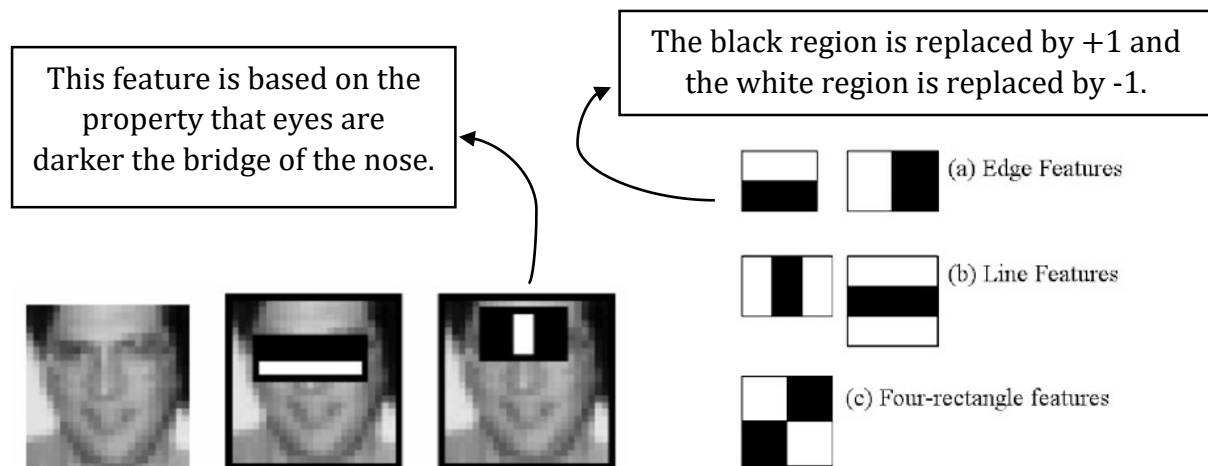 This feature is based on the
property that eyes are
darker the bridge of the nose.
The black region is replaced by +1 and
the white region is replaced by -1.
(a) Edge Features
(b) Line Features
(c) Four-rectangle features